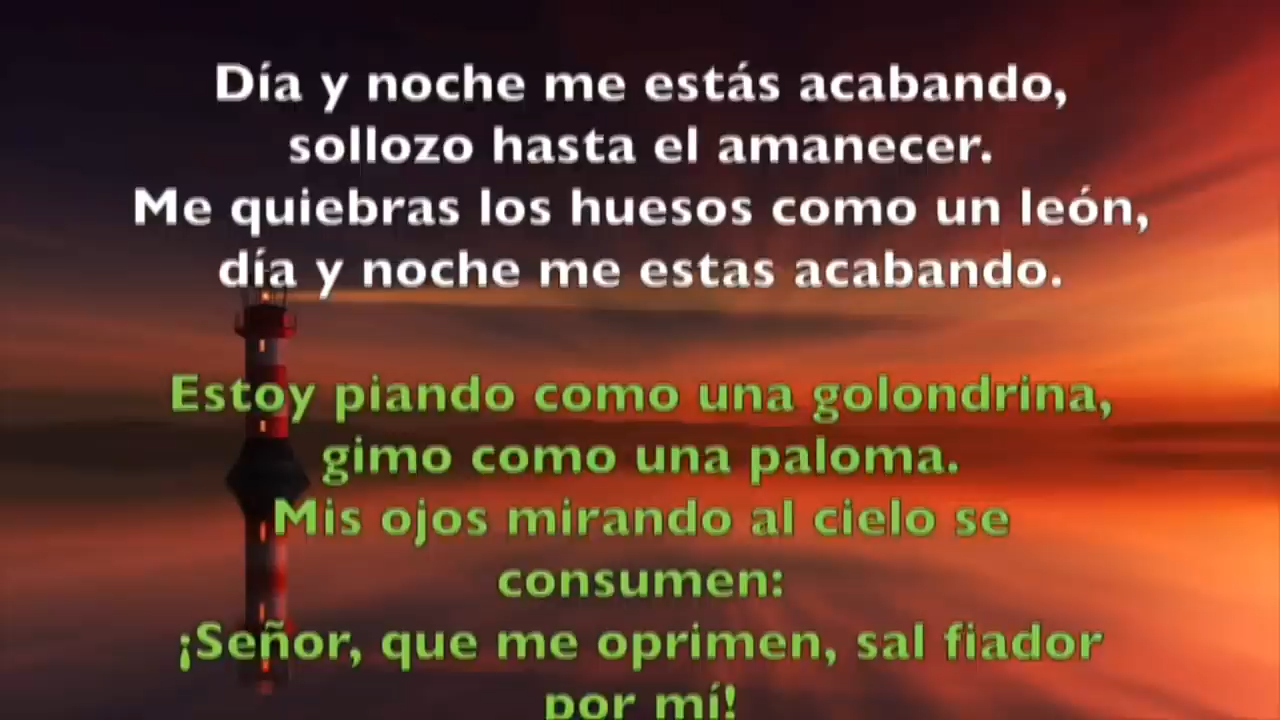 Día y noche me estás acabando,
sollozo hasta el amanecer.
Me quiebras los huesos como un león,
día y noche me estas acabando.
Estoy piando como una golondrina,
gimo como una paloma.
Mis ojos mirando al cielo se
consumen:
¡Señor, que me oprimen, sal fiador
por mí!